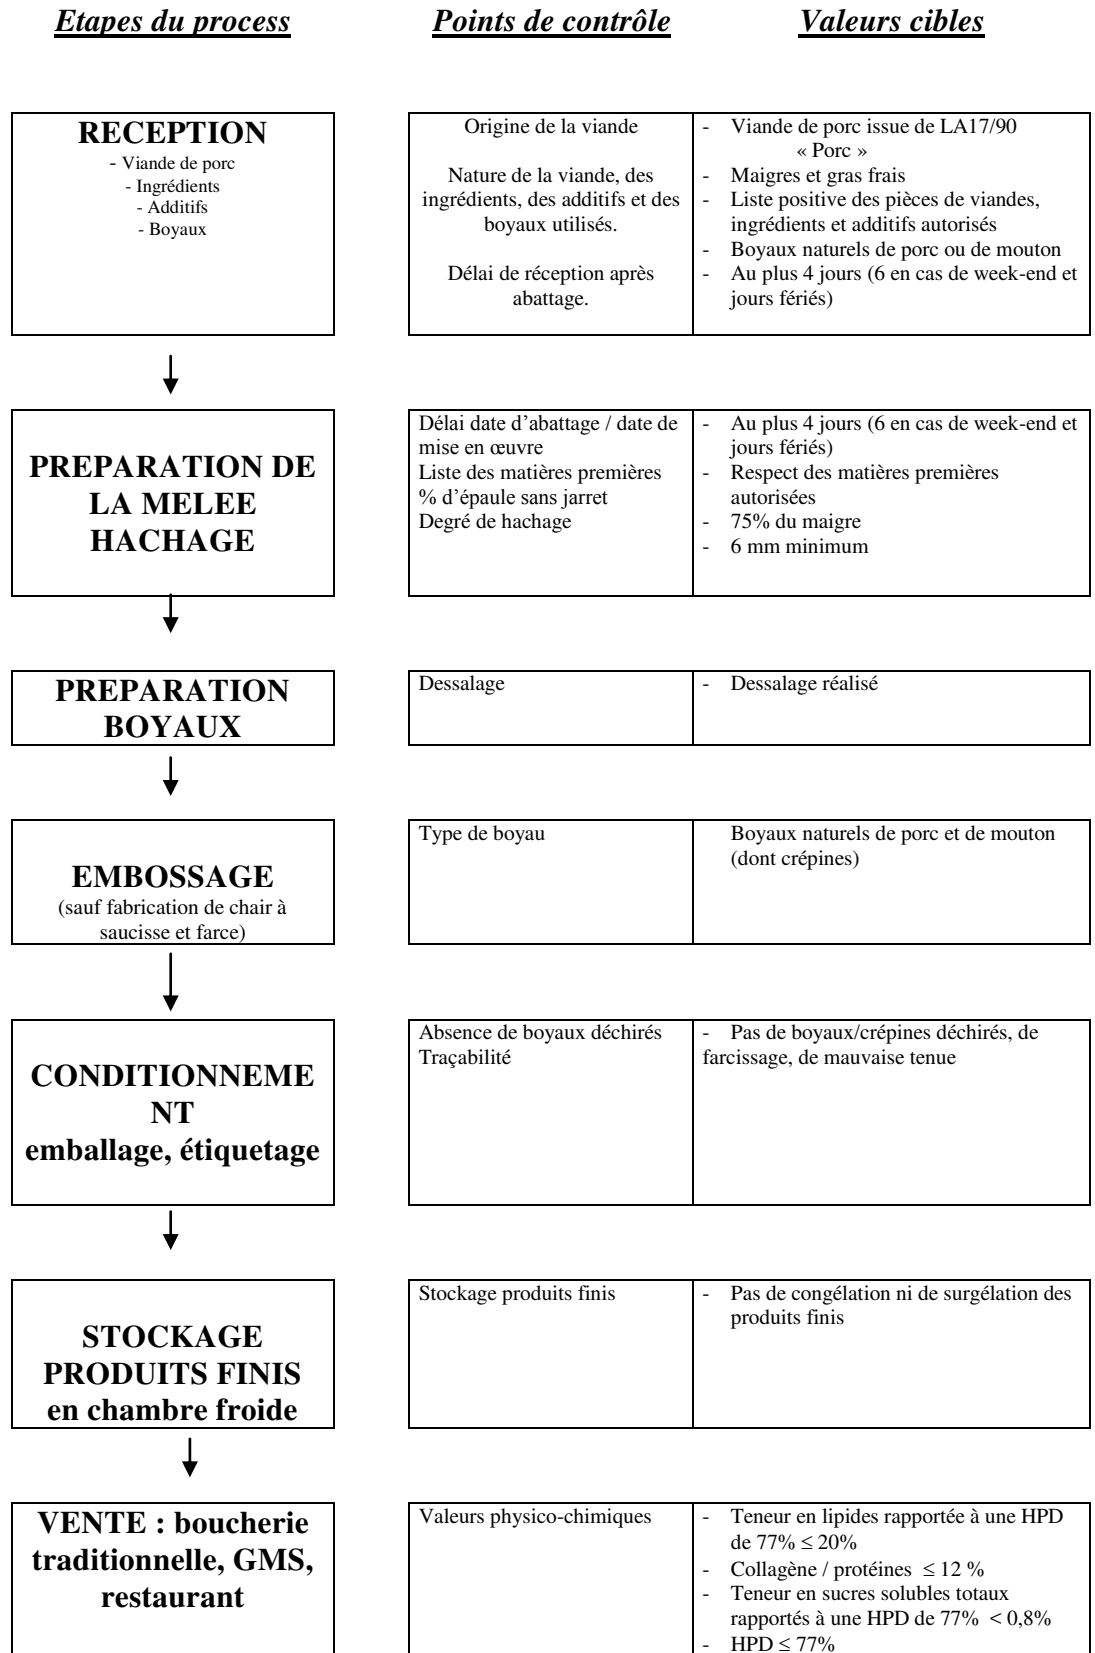 Etapes du process
Points de contrôle
Valeurs cibles
RECEPTION
- Viande de porc
- Ingrédients
- Additifs
- Boyaux
Origine de la viande
Nature de la viande, des
ingrédients, des additifs et des
boyaux utilisés.
Délai de réception après
abattage.
- Viande de porc issue de LA17/90
« Porc »
- Maigres et gras frais
- Liste positive des pièces de viandes,
ingrédients et additifs autorisés
- Boyaux naturels de porc ou de mouton
- Au plus 4 jours (6 en cas de week-end et
jours fériés)
PREPARATION DE
LA MELEE
HACHAGE
Délai date d’abattage / date de
mise en œuvre
Liste des matières premières
% d’épaule sans jarret
Degré de hachage
- Au plus 4 jours (6 en cas de week-end et
jours fériés)
- Respect des matières premières
autorisées
- 75% du maigre
- 6 mm minimum
PREPARATION
BOYAUX
Dessalage
- Dessalage réalisé
EMBOSSAGE
(sauf fabrication de chair à
saucisse et farce)
Type de boyau
Boyaux naturels de porc et de mouton
(dont crépines)
CONDITIONNEME
NT
emballage, étiquetage
Absence de boyaux déchirés
Traçabilité
- Pas de boyaux/crépines déchirés, de
farcissage, de mauvaise tenue
STOCKAGE
PRODUITS FINIS
en chambre froide
Stockage produits finis
- Pas de congélation ni de surgélation des
produits finis
VENTE : boucherie
traditionnelle, GMS,
restaurant
Valeurs physico-chimiques
- Teneur en lipides rapportée à une HPD
de 77% ≤ 20%
- Collagène / protéines ≤ 12 %
- Teneur en sucres solubles totaux
rapportés à une HPD de 77% < 0,8%
- HPD ≤ 77%